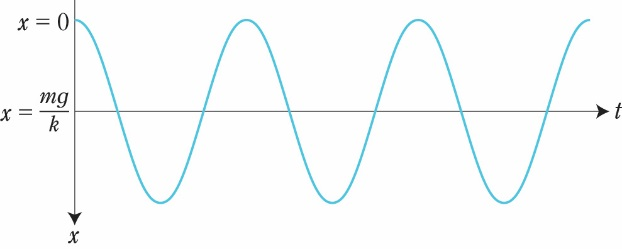 x = 0
x = mg/k
t
x